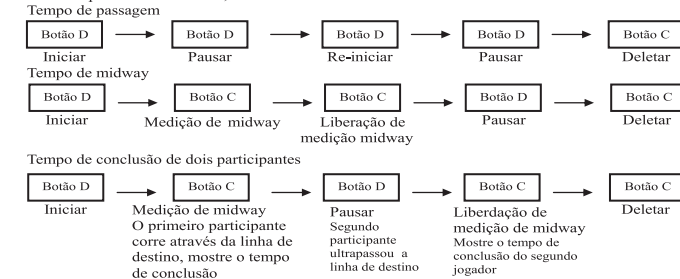 Tempo de passagem
Botão D Botão D Botão D Botão D Botão C
Iniciar Pausar Re-iniciar Pausar Deletar
Tempo de midway
Botão D Botão C Botão C Botão D Botão C
Iniciar Medição de midway Liberação de medição midway Pausar Deletar
Tempo de conclusão de dois participantes
Botão D Botão C Botão D Botão C Botão C
Iniciar
Medição de midway
O primeiro participante
corre através da linha de
destino, mostre o tempo
de conclusão
Pausar
Segundo
participante
ultrapassou a
linha de destino
Liberdação de
medição de midway
Mostre o tempo de
conclusão do segundo
jogador
Deletar